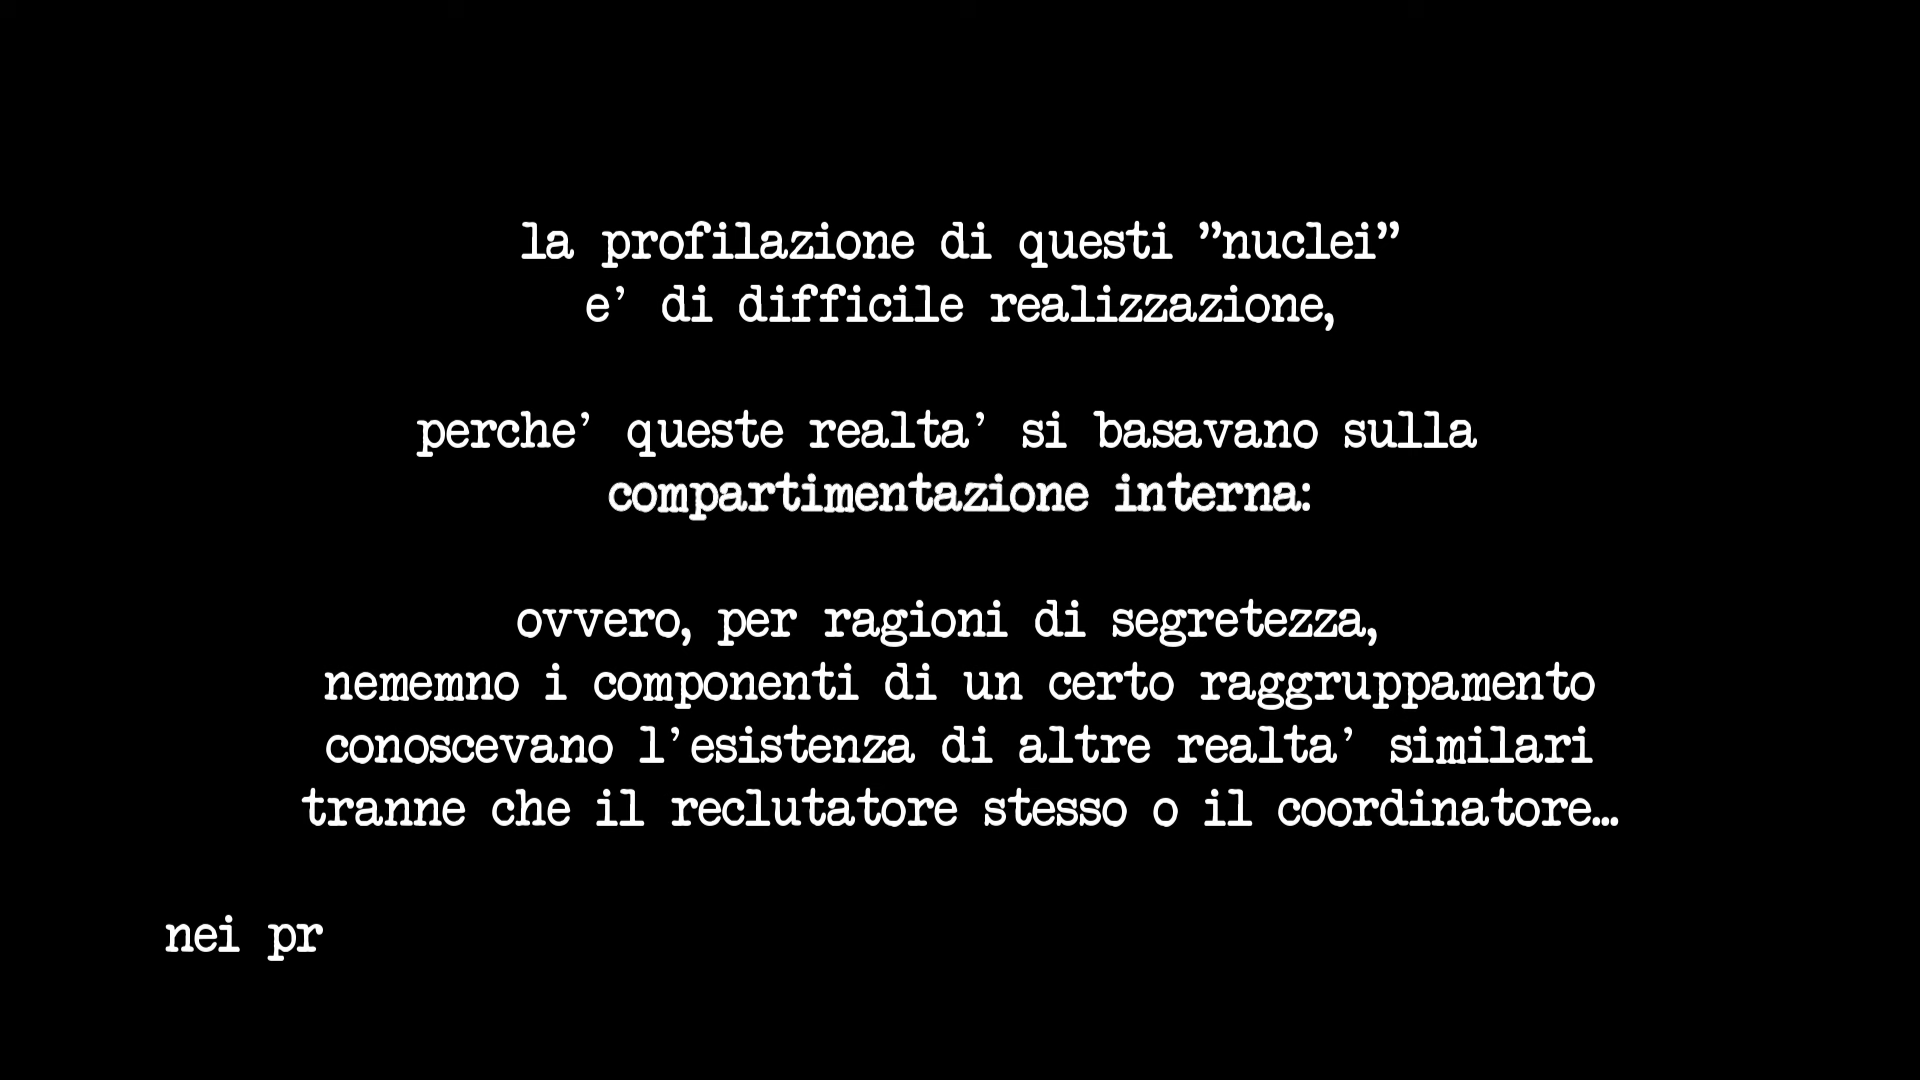 la profilazione di questi ”nuclei”
e’ di difficile realizzazione,
perche’ queste realta’ si basavano sulla
compartimentazione interna:
ovvero, per ragioni di segretezza,
nememno i componenti di un certo raggruppamento
conoscevano l’esistenza di altre realta’ similari
tranne che il reclutatore stesso o il coordinatore…
nei pr